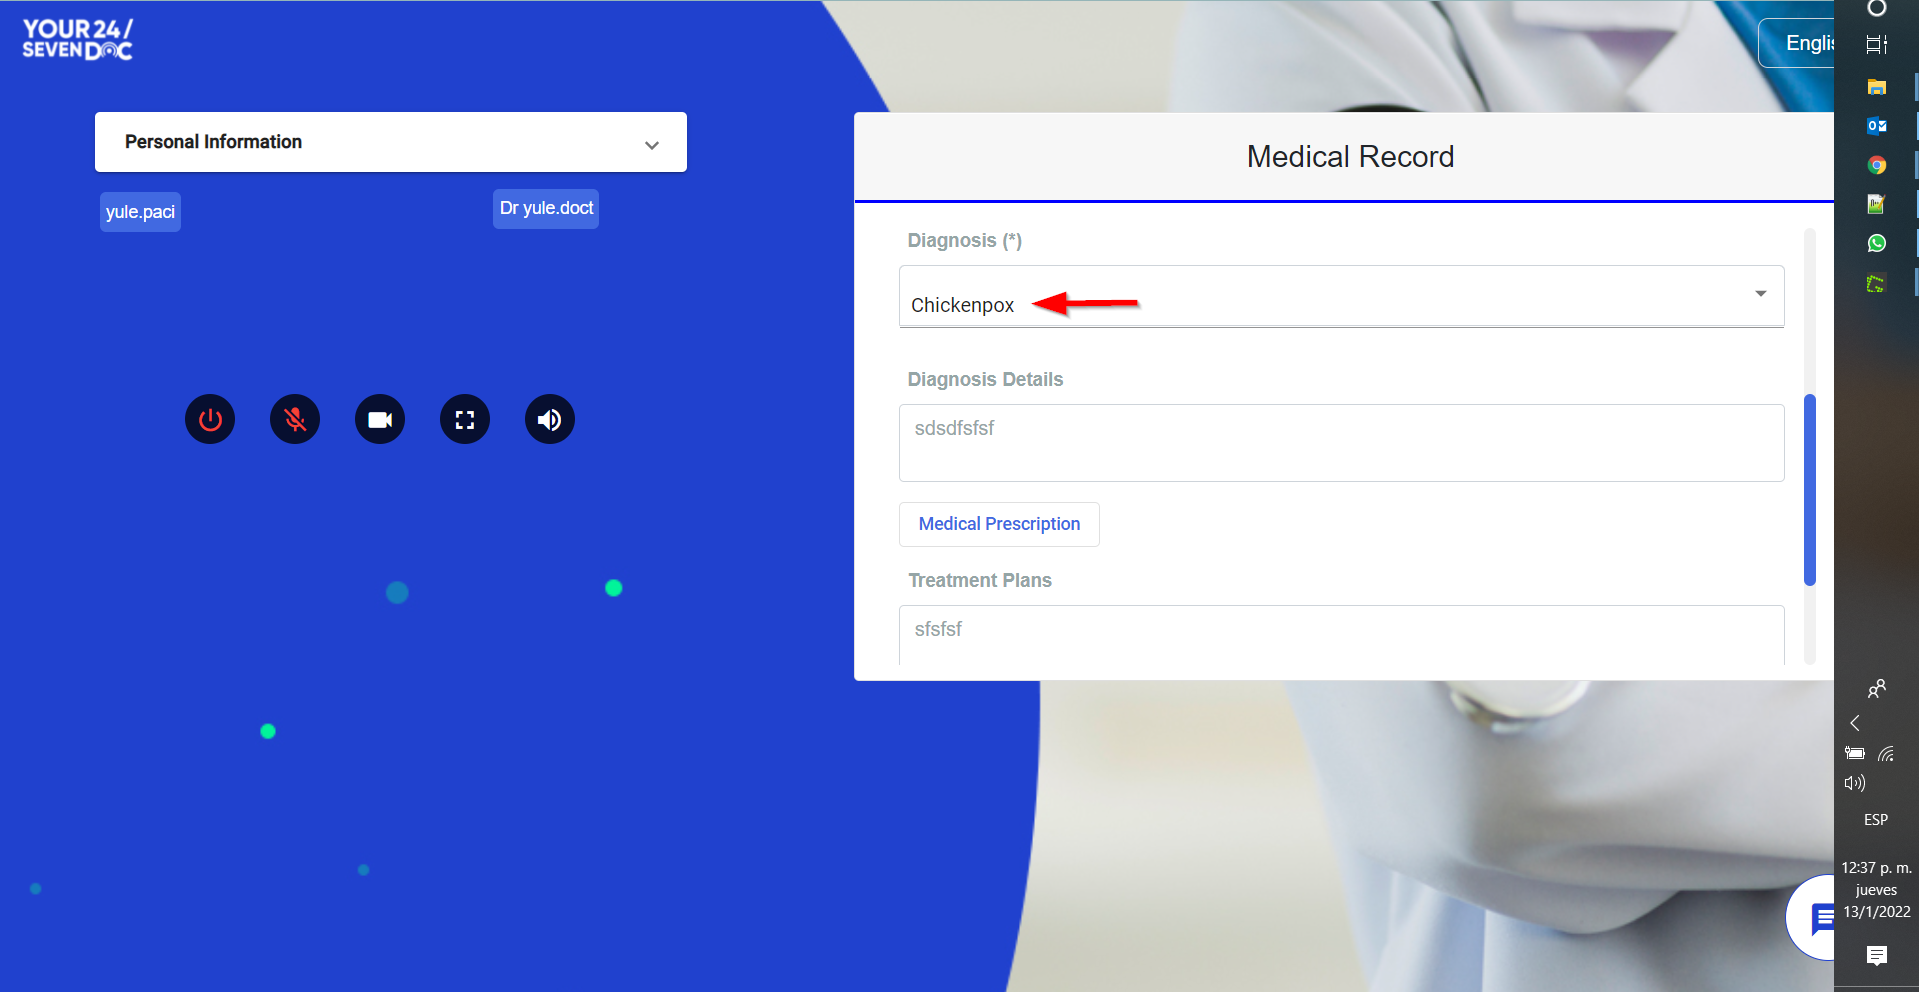 YOUR 24/
SEVEN DOC
Personal Information
yule.paci
Dr yule.doct
Medical Record
Diagnosis (*)
Chickenpox
Diagnosis Details
sdsdfsfsf
Medical Prescription
Treatment Plans
sfsfsf
Englis
ESP
12:37 p. m.
jueves
13/1/2022